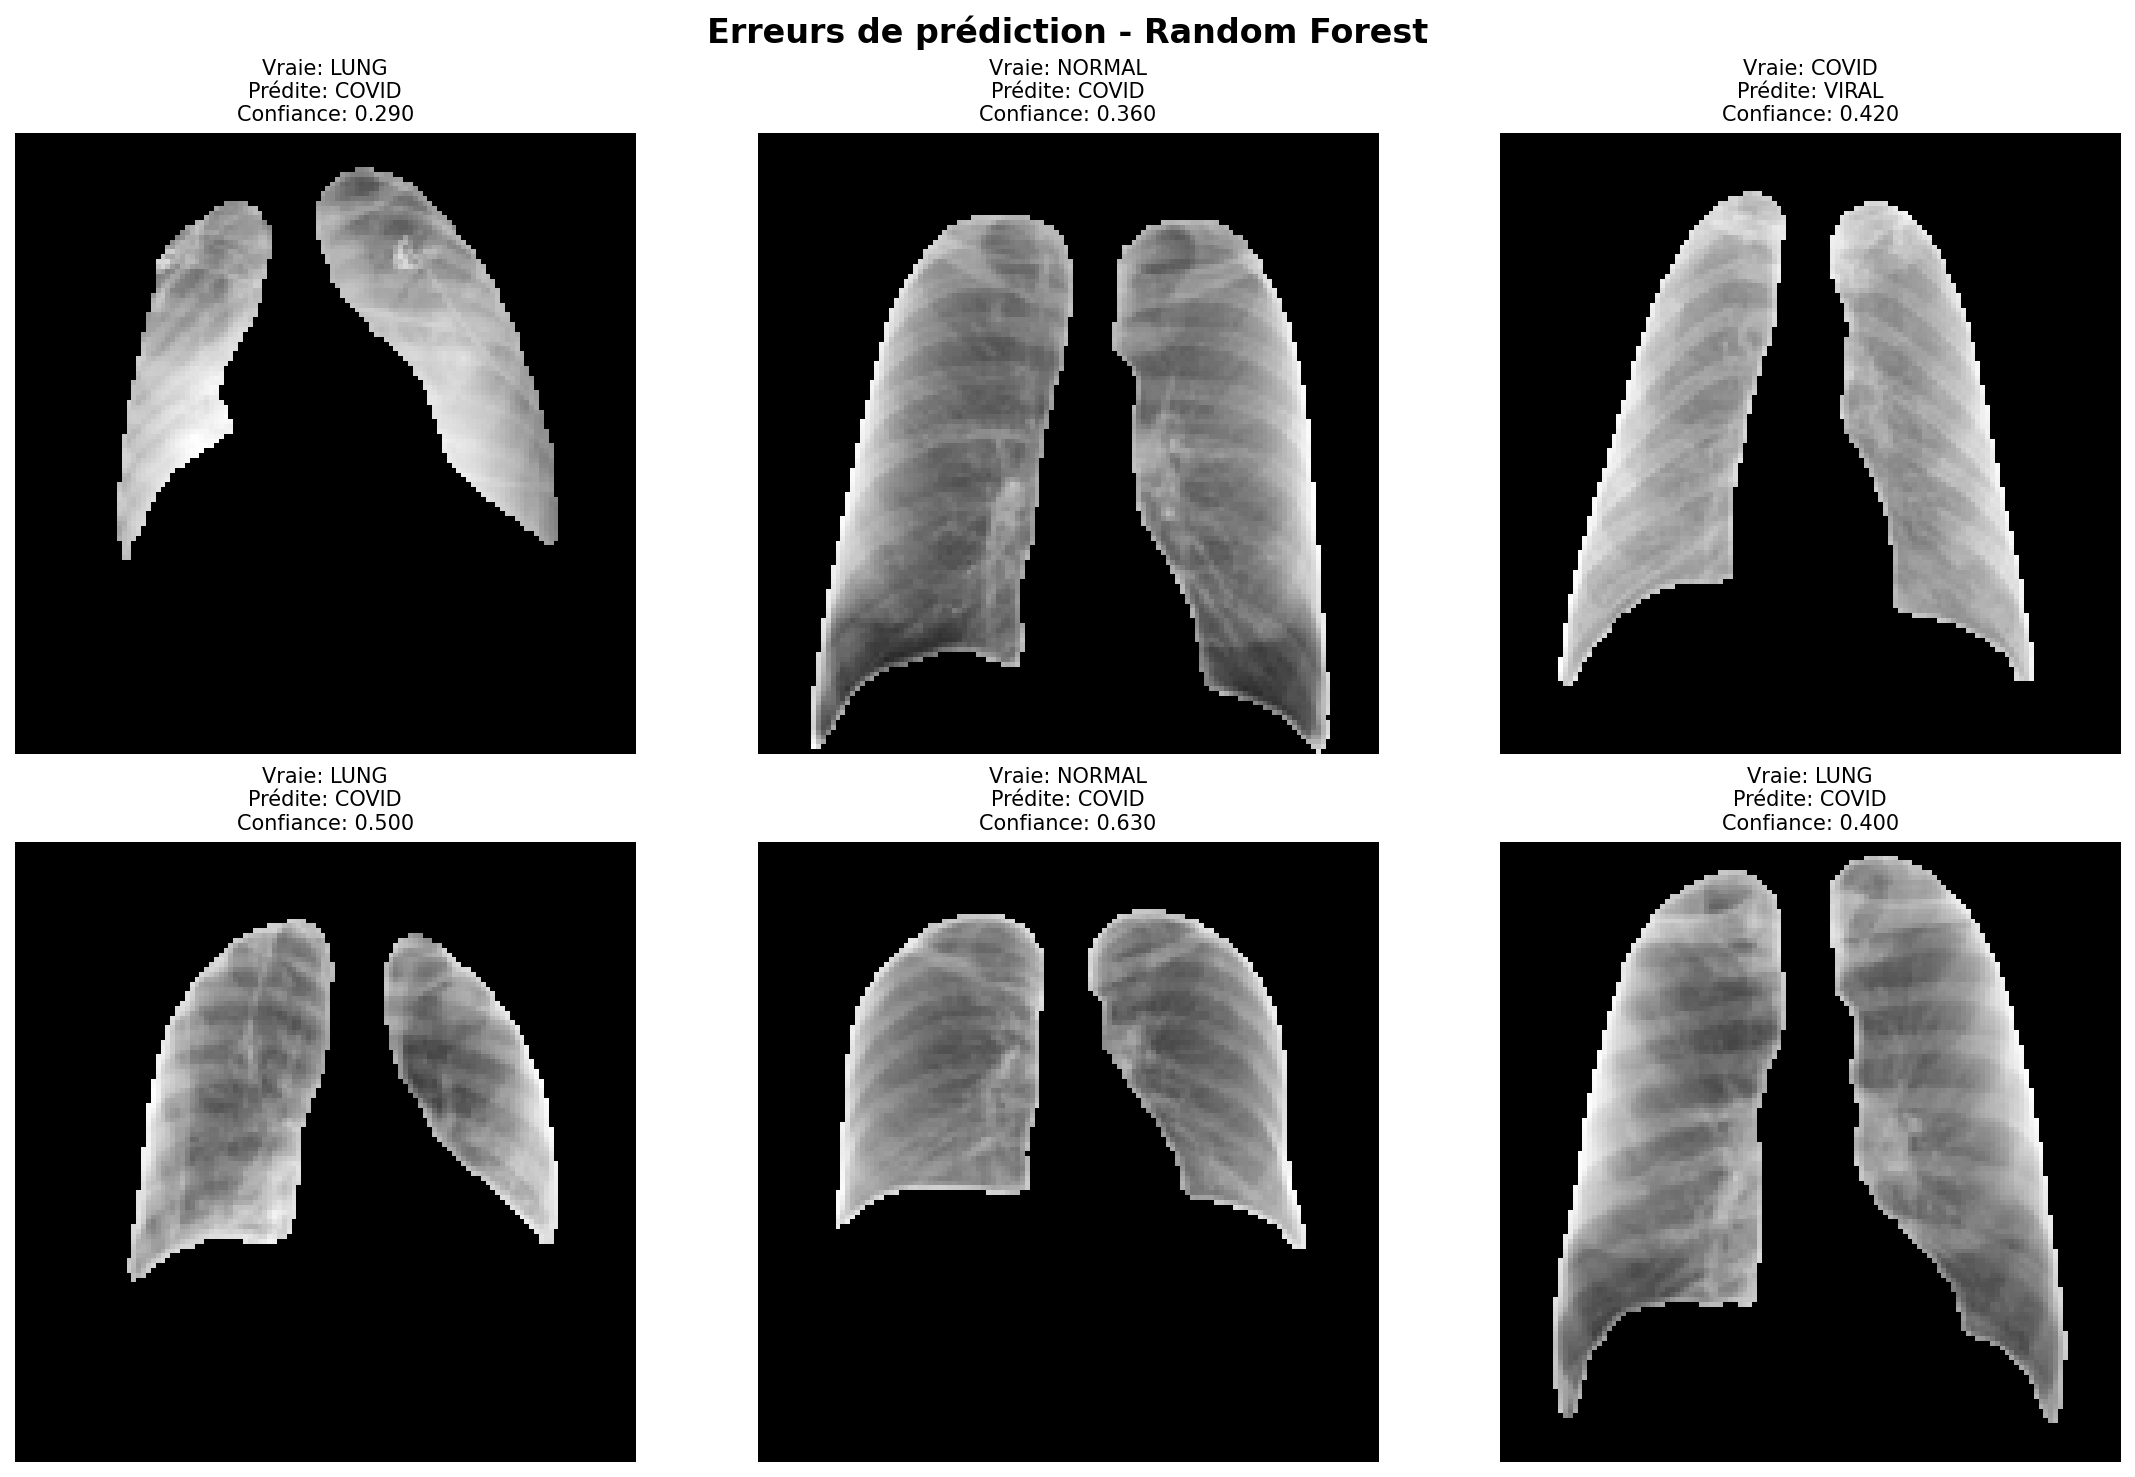 Erreurs de prédiction - Random Forest
Vraie: LUNG
Prédite: COVID
Confiance: 0.290
Vraie: NORMAL
Prédite: COVID
Confiance: 0.360
Vraie: COVID
Prédite: VIRAL
Confiance: 0.420
Vraie: LUNG
Prédite: COVID
Confiance: 0.500
Vraie: NORMAL
Prédite: COVID
Confiance: 0.630
Vraie: LUNG
Prédite: COVID
Confiance: 0.400